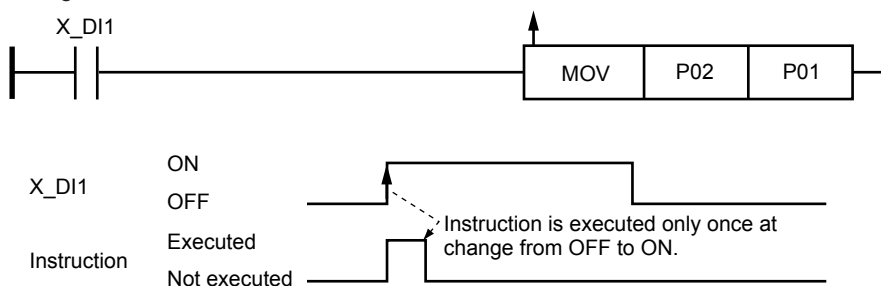 X_DI1
MOV P02 P01
ON
X_DI1
OFF
Instruction is executed only once at
change from OFF to ON.
Executed
Instruction
Not executed